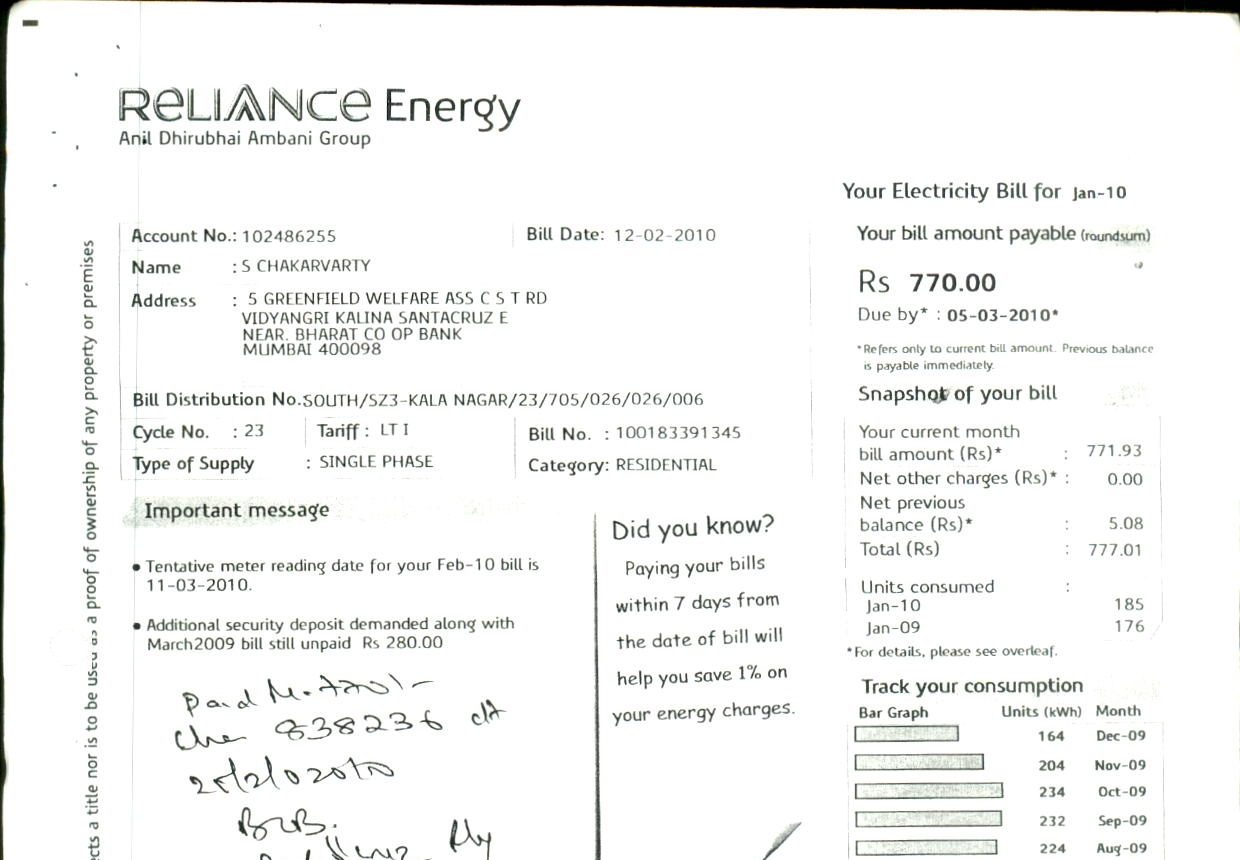 RELIANCE Energy
Anil Dhirubhai Ambani Group
Your Electricity Bill for Jan-10
Account No.: 102486255
Bill Date: 12-02-2010
Name : S CHAKARVARTY
Address : 5 GREENFIELD WELFARE ASS C S T RD
VIDYANGRI KALINA SANTACRUZ E
NEAR. BHARAT CO OP BANK
MUMBAI 400098
Bill Distribution No.:SOUTH/SZ3-KALA NAGAR/23/705/026/026/006
Cycle No. : 23
Tariff : LT I
Bill No. : 100183391345
Type of Supply : SINGLE PHASE
Category: RESIDENTIAL
Your bill amount payable (roundsum)
Rs 770.00
Due by* : 05-03-2010*
*Refers only to current bill amount. Previous balance
is payable immediately.
Snapshot of your bill
Your current month
bill amount (Rs)* : 771.93
Net other charges (Rs)* : 0.00
Net previous
balance (Rs)* : 5.08
Total (Rs) : 777.01
Units consumed :
Jan-10 185
Jan-09 176
*For details, please see overleaf.
Track your consumption
Bar Graph Units (kWh) Month
164 Dec-09
204 Nov-09
234 Oct-09
232 Sep-09
224 Aug-09
Important message
• Tentative meter reading date for your Feb-10 bill is
11-03-2010.
• Additional security deposit demanded along with
March2009 bill still unpaid Rs 280.00
Paid
838236
Did you know?
Paying your bills
within 7 days from
the date of bill will
help you save 1% on
your energy charges.
ects a title nor is to be used as a proof of ownership of any property or premises